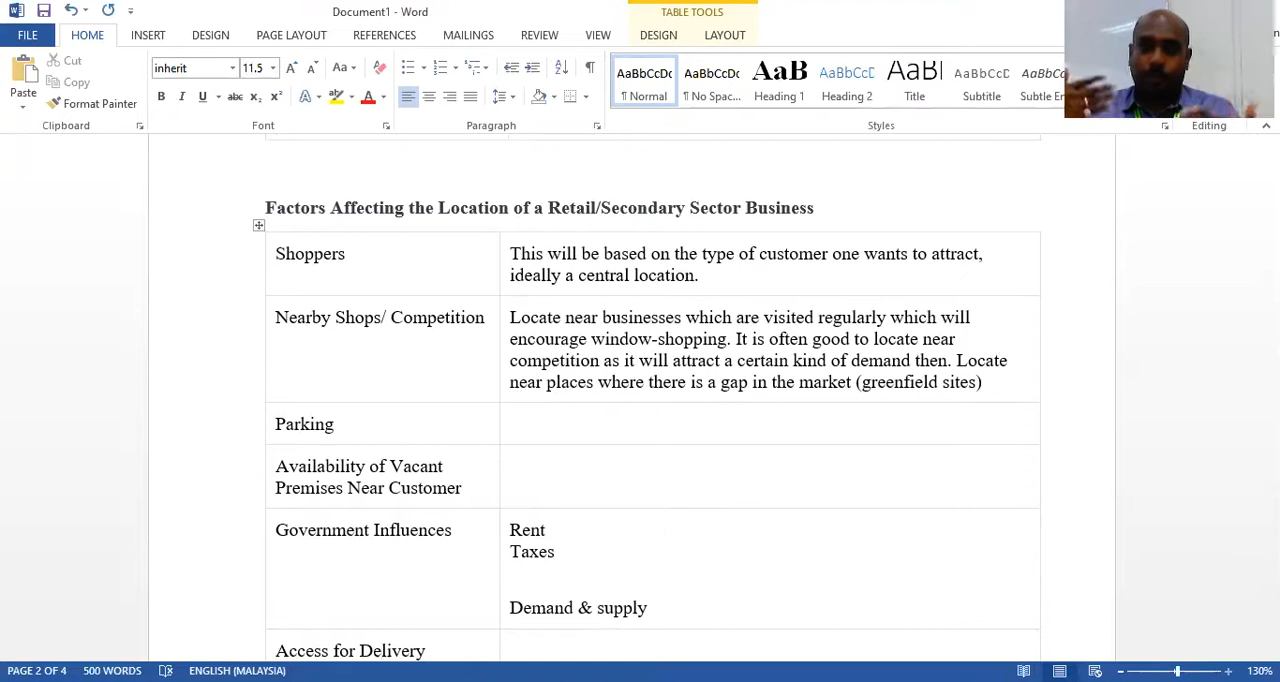 Document1 - Word
TABLE TOOLS
FILE
HOME
INSERT
DESIGN
PAGE LAYOUT
REFERENCES
MAILINGS
REVIEW
VIEW
DESIGN
LAYOUT
Paste
Cut
Copy
Format Painter
Clipboard
inherit
11.5
Font
Paragraph
AaBbCcDc
¶ Normal
AaBbCcDc
¶ No Spac...
AaB
Heading 1
AaBbCcD
Heading 2
AaB
Title
AaBbCcD
Subtitle
AaBbCc
Subtle Em
Styles
Editing
Factors Affecting the Location of a Retail/Secondary Sector Business
Shoppers
This will be based on the type of customer one wants to attract,
ideally a central location.
Nearby Shops/ Competition
Locate near businesses which are visited regularly which will
encourage window-shopping. It is often good to locate near
competition as it will attract a certain kind of demand then. Locate
near places where there is a gap in the market (greenfield sites)
Parking
Availability of Vacant
Premises Near Customer
Government Influences
Rent
Taxes
Demand & supply
Access for Delivery
PAGE 2 OF 4
500 WORDS
ENGLISH (MALAYSIA)
130%